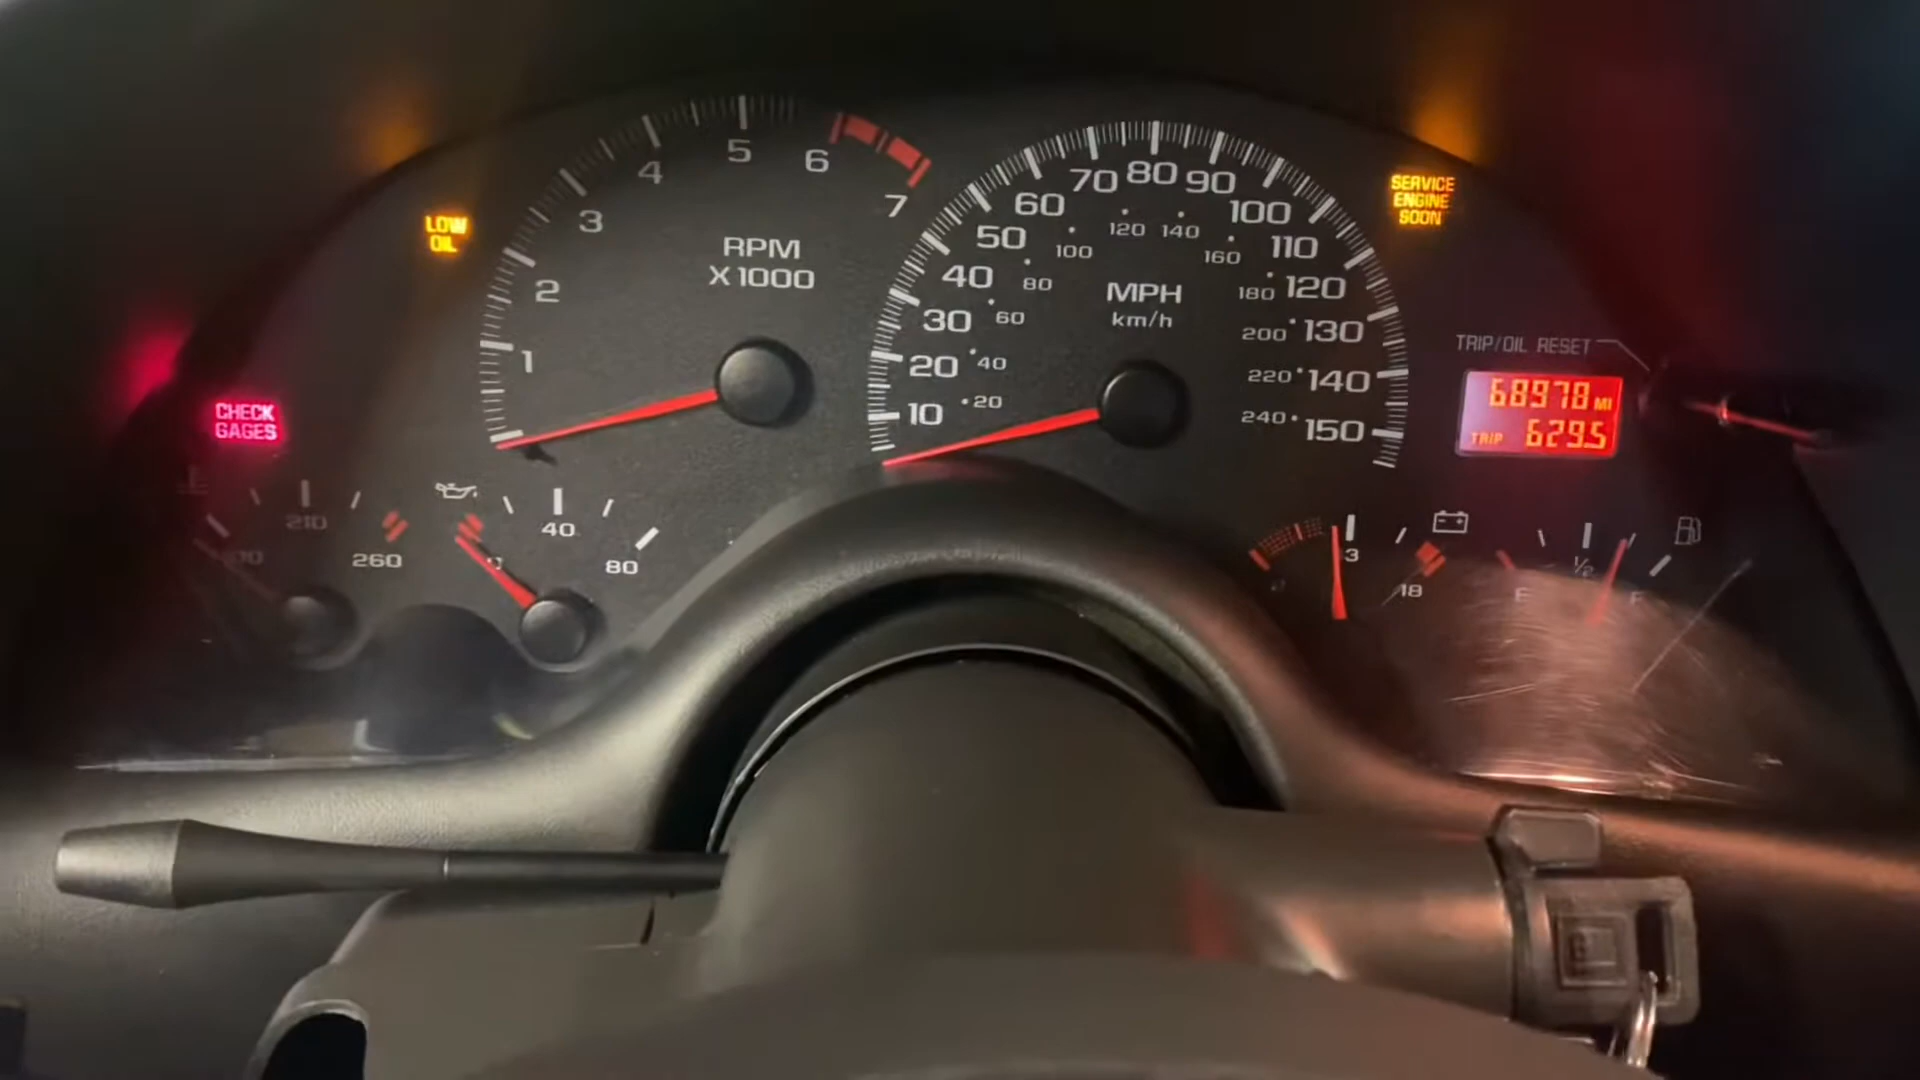 LOW
OIL
CHECK
GAGES
210
260
40
80
1
2
3
4
5
6
7
RPM
X1000
10
20
30
40
50
60
70
80
90
100
110
120
130
140
150
20
40
60
80
100
120
140
160
180
200
220
240
MPH
km/h
SERVICE
ENGINE
SOON
TRIP/OIL RESET
68978 MI
TRIP 629.5
18
1/2
E
F